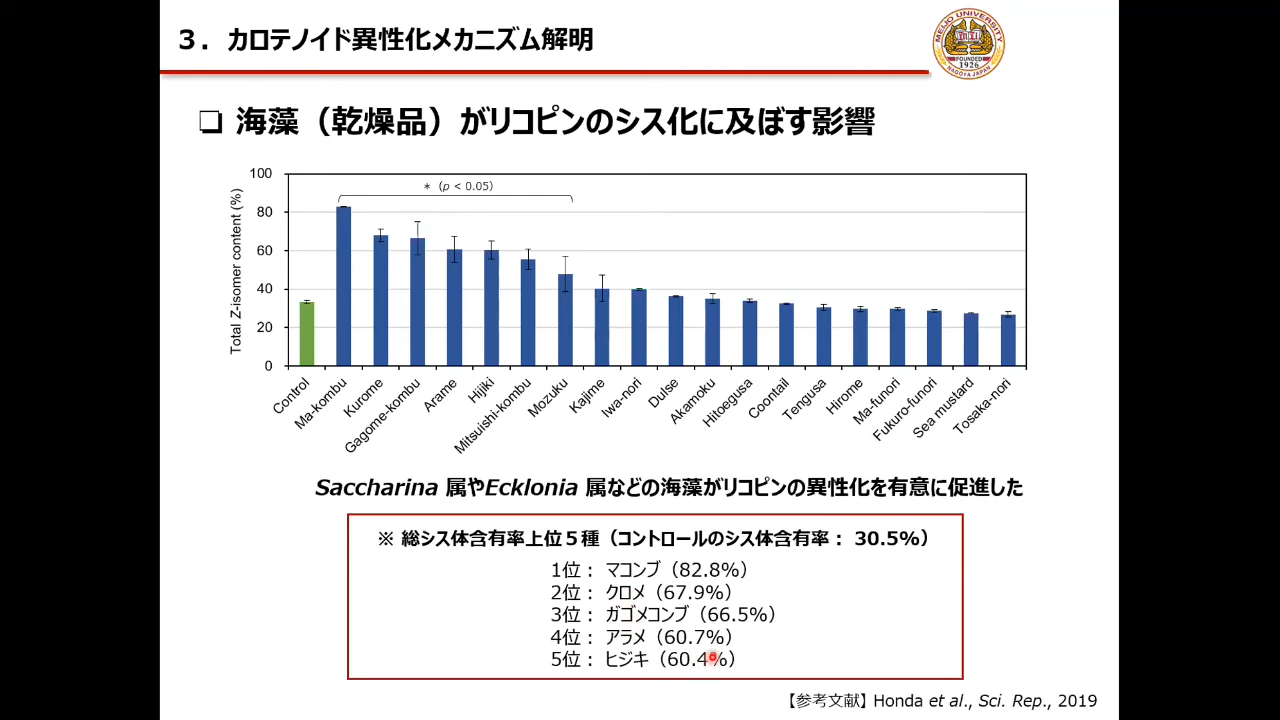 ３．カロテノイド異性化メカニズム解明
MEIJO UNIVERSITY
FOUNDED
1926
NAGOYA JAPAN
❏ 海藻（乾燥品）がリコピンのシス化に及ぼす影響
Total Z-isomer content (%)
100
80
60
40
20
0
＊（p < 0.05）
Control
Ma-kombu
Kurome
Gagome-kombu
Arame
Hijiki
Mitsuishi-kombu
Mozuku
Kajime
Iwa-nori
Dulse
Akamoku
Hitoegusa
Coontail
Tengusa
Hirome
Ma-funori
Fukuro-funori
Sea mustard
Tosaka-nori
Saccharina 属やEcklonia 属などの海藻がリコピンの異性化を有意に促進した
※ 総シス体含有率上位５種（コントロールのシス体含有率： 30.5%）
1位： マコンブ（82.8%）
2位： クロメ（67.9%）
3位： ガゴメコンブ（66.5%）
4位： アラメ（60.7%）
5位： ヒジキ（60.4%）
【参考文献】Honda et al., Sci. Rep., 2019